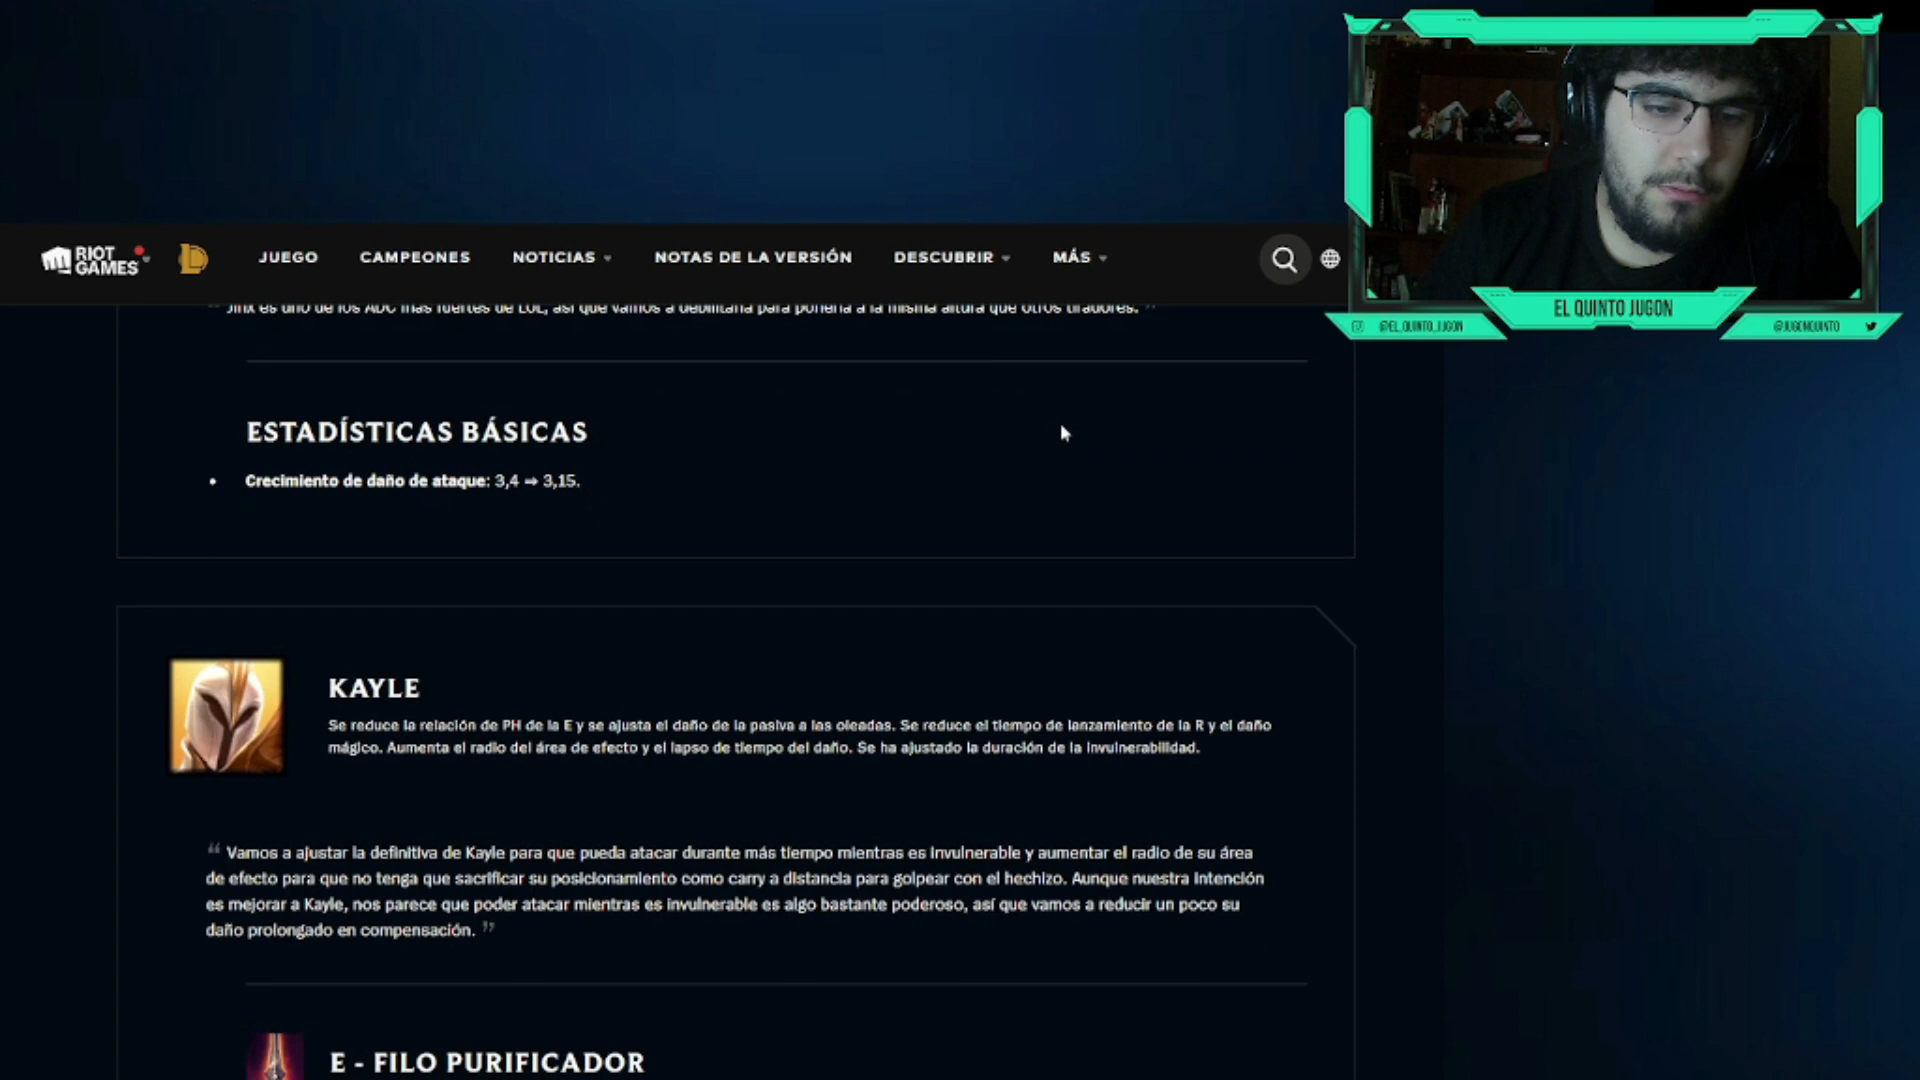 RIOT GAMES
JUEGO
CAMPEONES
NOTICIAS
NOTAS DE LA VERSIÓN
DESCUBRIR
MÁS
EL QUINTO JUGON
@EL_QUINTO_JUGON
@JUGONQUINTO
“ Jinx es uno de los ADC más fuertes de LoL, así que vamos a debilitarla para ponerla a la misma altura que otros tiradores. ”
ESTADÍSTICAS BÁSICAS
• Crecimiento de daño de ataque: 3,4 ⇒ 3,15.
KAYLE
Se reduce la relación de PH de la E y se ajusta el daño de la pasiva a las oleadas. Se reduce el tiempo de lanzamiento de la R y el daño
mágico. Aumenta el radio del área de efecto y el lapso de tiempo del daño. Se ha ajustado la duración de la invulnerabilidad.
“ Vamos a ajustar la definitiva de Kayle para que pueda atacar durante más tiempo mientras es invulnerable y aumentar el radio de su área
de efecto para que no tenga que sacrificar su posicionamiento como carry a distancia para golpear con el hechizo. Aunque nuestra intención
es mejorar a Kayle, nos parece que poder atacar mientras es invulnerable es algo bastante poderoso, así que vamos a reducir un poco su
daño prolongado en compensación. ”
E - FILO PURIFICADOR